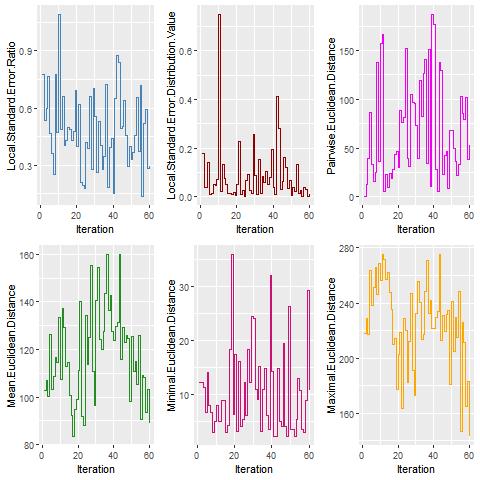 Local.Standard.Error.Ratio
0.9
0.6
0.3
0 20 40 60
Iteration
Local.Standard.Error.Distribution.Value
0.6
0.4
0.2
0.0
0 20 40 60
Iteration
Pairwise.Euclidean.Distance
150
100
50
0
0 20 40 60
Iteration
Mean.Euclidean.Distance
160
140
120
100
80
0 20 40 60
Iteration
Minimal.Euclidean.Distance
30
20
10
0 20 40 60
Iteration
Maximal.Euclidean.Distance
280
240
200
160
0 20 40 60
Iteration